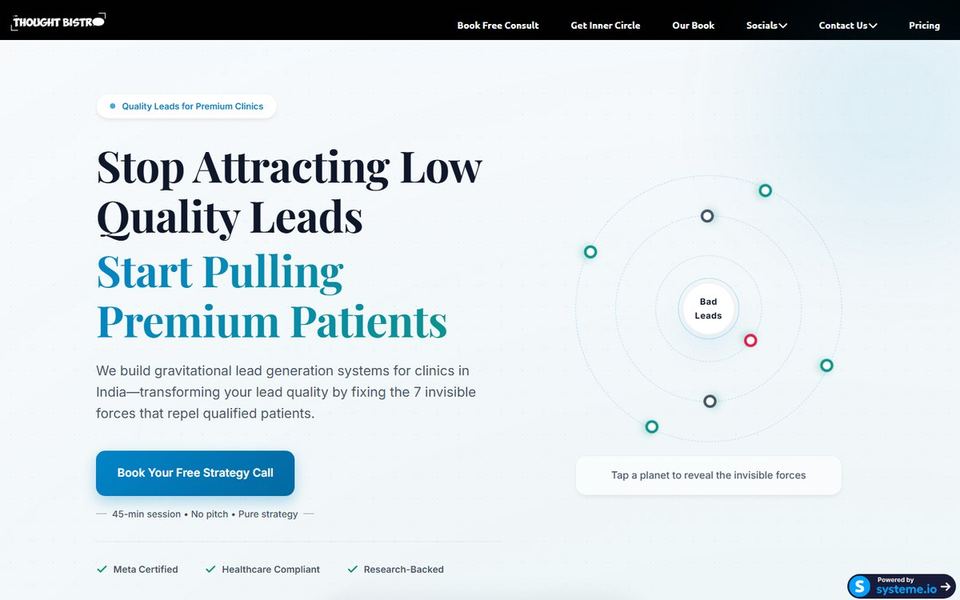 THOUGHT BISTRO
Book Free Consult
Get Inner Circle
Our Book
Socials
Contact Us
Pricing
Quality Leads for Premium Clinics
Stop Attracting Low
Quality Leads
Start Pulling
Premium Patients
We build gravitational lead generation systems for clinics in
India—transforming your lead quality by fixing the 7 invisible
forces that repel qualified patients.
Book Your Free Strategy Call
45-min session • No pitch • Pure strategy
Meta Certified
Healthcare Compliant
Research-Backed
Bad
Leads
Tap a planet to reveal the invisible forces
Powered by
S systeme.io